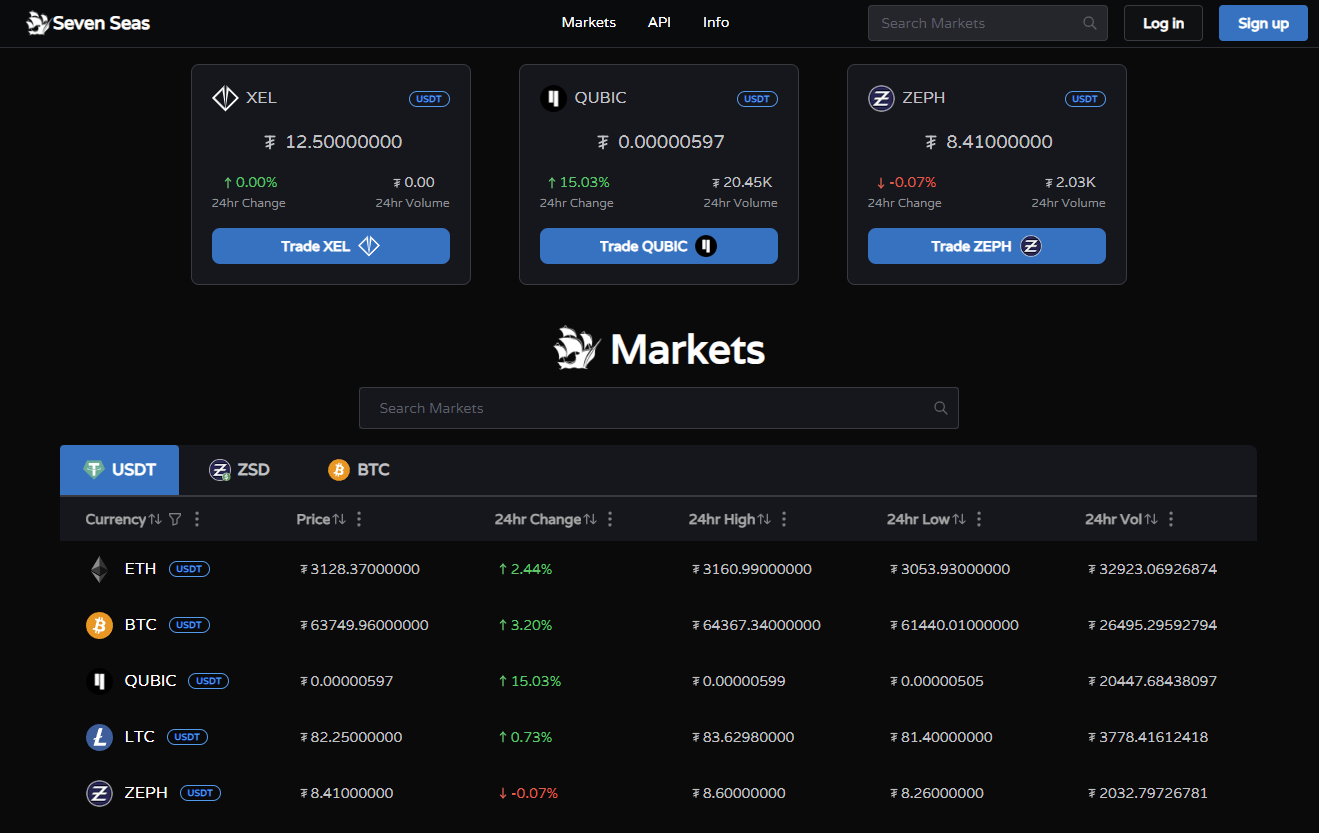 Seven Seas Markets API Info Search Markets Log in Sign up
XEL USDT
₮ 12.50000000
↑ 0.00% ₮ 0.00
24hr Change 24hr Volume
Trade XEL
QUBIC USDT
₮ 0.00000597
↑ 15.03% ₮ 20.45K
24hr Change 24hr Volume
Trade QUBIC
ZEPH USDT
₮ 8.41000000
↓ -0.07% ₮ 2.03K
24hr Change 24hr Volume
Trade ZEPH
Markets
Search Markets
USDT ZSD BTC
Currency Price 24hr Change 24hr High 24hr Low 24hr Vol
ETH USDT ₮ 3128.37000000 ↑ 2.44% ₮ 3160.99000000 ₮ 3053.93000000 ₮ 32923.06926874
BTC USDT ₮ 63749.96000000 ↑ 3.20% ₮ 64367.34000000 ₮ 61440.01000000 ₮ 26495.29592794
QUBIC USDT ₮ 0.00000597 ↑ 15.03% ₮ 0.00000599 ₮ 0.00000505 ₮ 20447.68438097
LTC USDT ₮ 82.25000000 ↑ 0.73% ₮ 83.62980000 ₮ 81.40000000 ₮ 3778.41612418
ZEPH USDT ₮ 8.41000000 ↓ -0.07% ₮ 8.60000000 ₮ 8.26000000 ₮ 2032.79726781